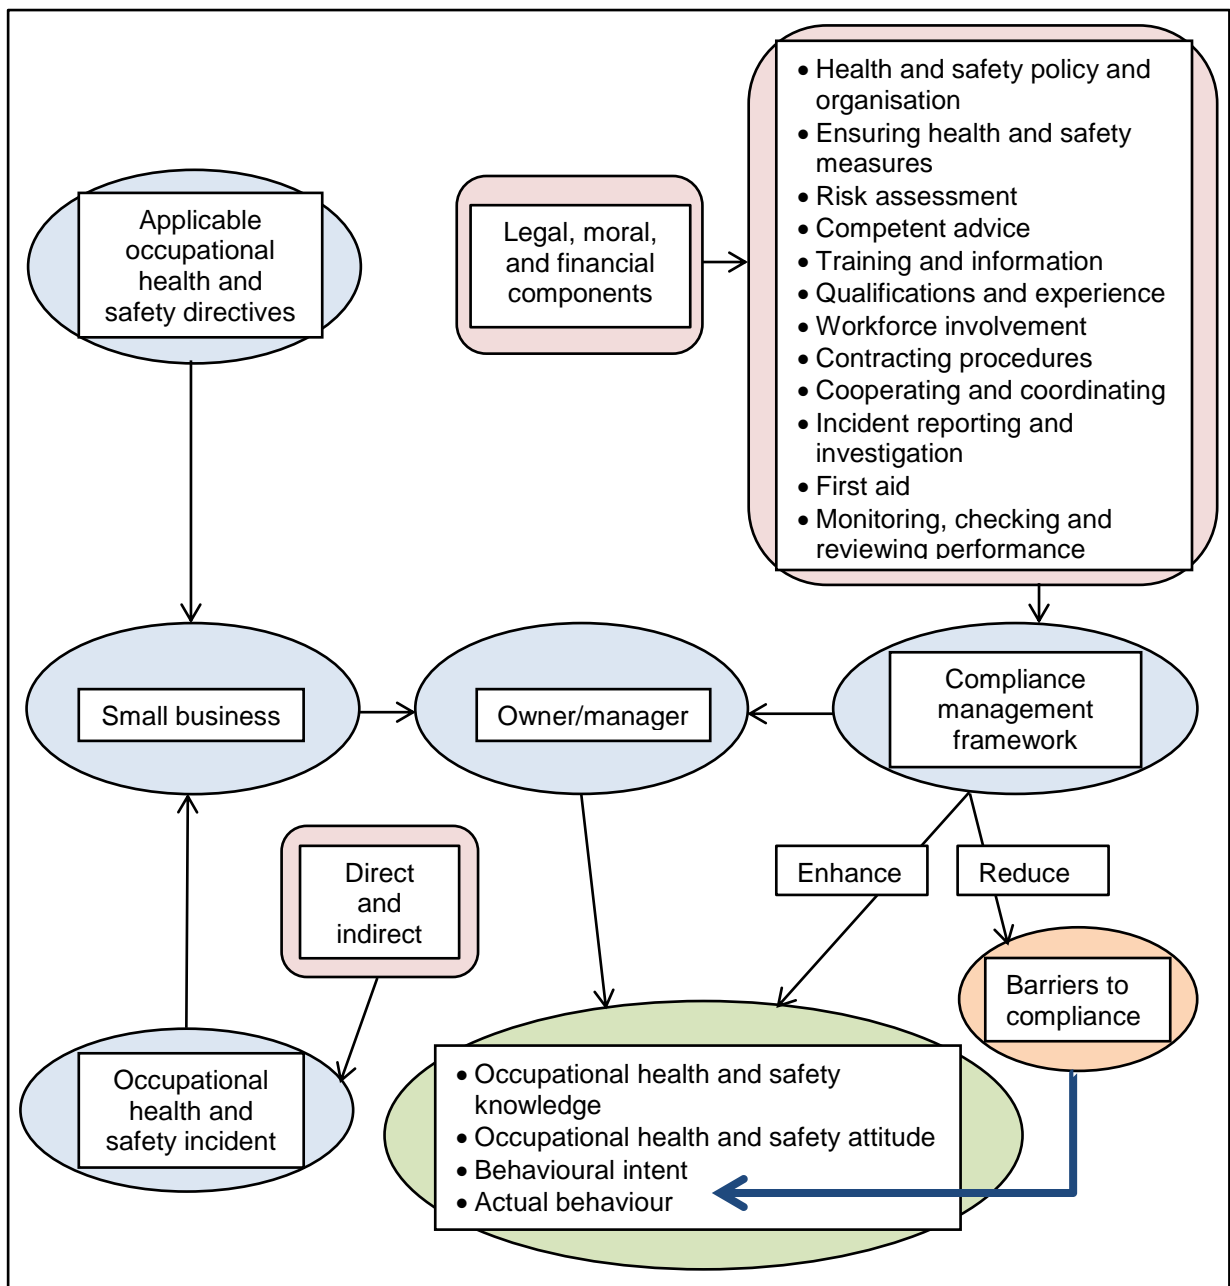 • Health and safety policy and
organisation
• Ensuring health and safety
measures
• Risk assessment
• Competent advice
• Training and information
• Qualifications and experience
• Workforce involvement
• Contracting procedures
• Cooperating and coordinating
• Incident reporting and
investigation
• First aid
• Monitoring, checking and
reviewing performance
Applicable
occupational
health and
safety directives
Legal, moral,
and financial
components
Small business
Owner/manager
Compliance
management
framework
Direct
and
indirect
Enhance
Reduce
Barriers to
compliance
Occupational
health and
safety incident
• Occupational health and safety
knowledge
• Occupational health and safety attitude
• Behavioural intent
• Actual behaviour